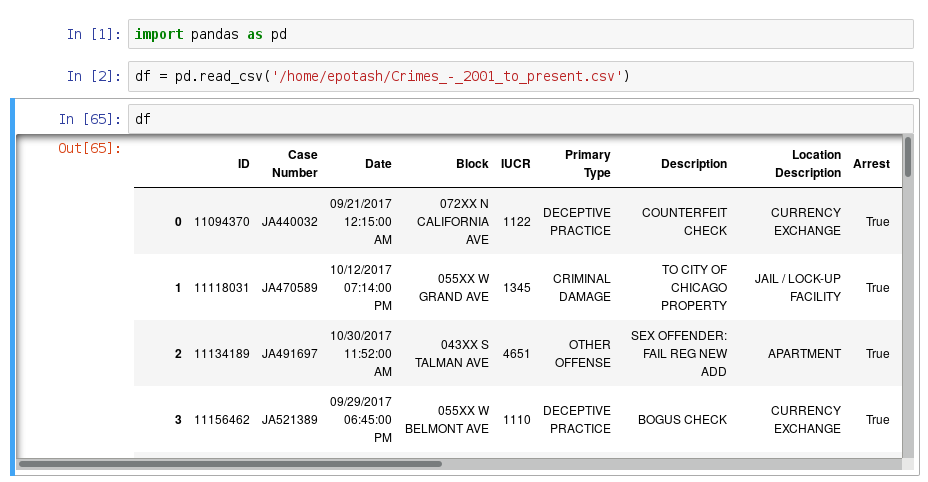 In [1]: import pandas as pd
In [2]: df = pd.read_csv('/home/epotash/Crimes_-_2001_to_present.csv')
In [65]: df
Out[65]:
ID Case Number Date Block IUCR Primary Type Description Location Description Arrest
0 11094370 JA440032 09/21/2017 12:15:00 AM 072XX N CALIFORNIA AVE 1122 DECEPTIVE PRACTICE COUNTERFEIT CHECK CURRENCY EXCHANGE True
1 11118031 JA470589 10/12/2017 07:14:00 PM 055XX W GRAND AVE 1345 CRIMINAL DAMAGE TO CITY OF CHICAGO PROPERTY JAIL / LOCK-UP FACILITY True
2 11134189 JA491697 10/30/2017 11:52:00 AM 043XX S TALMAN AVE 4651 OTHER OFFENSE SEX OFFENDER: FAIL REG NEW ADD APARTMENT True
3 11156462 JA521389 09/29/2017 06:45:00 PM 055XX W BELMONT AVE 1110 DECEPTIVE PRACTICE BOGUS CHECK CURRENCY EXCHANGE True